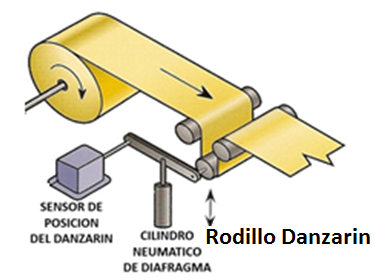 SENSOR DE
POSICION
DEL DANZARIN
CILINDRO
NEUMATICO
DE DIAFRAGMA
Rodillo Danzarin